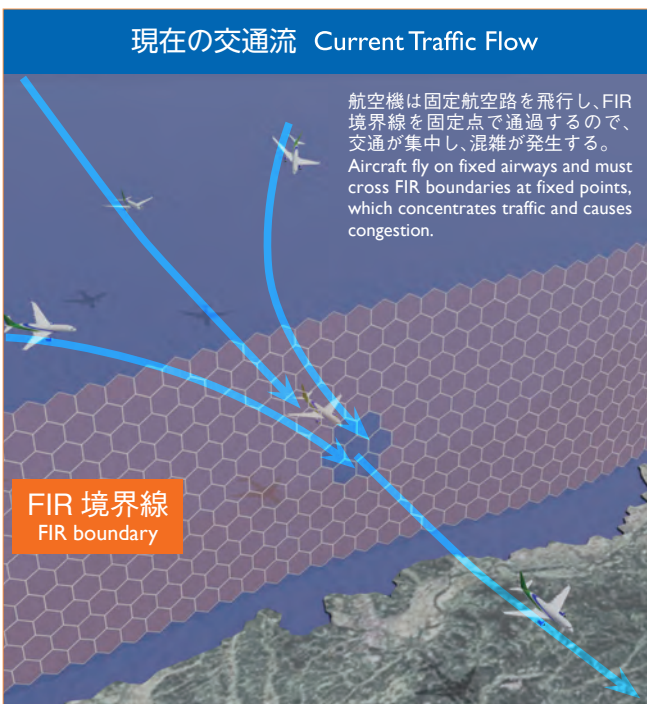 現在の交通流 Current Traffic Flow
航空機は固定航空路を飛行し、FIR
境界線を固定点で通過するので、
交通が集中し、混雑が発生する。
Aircraft fly on fixed airways and must
cross FIR boundaries at fixed points,
which concentrates traffic and causes
congestion.
FIR 境界線
FIR boundary